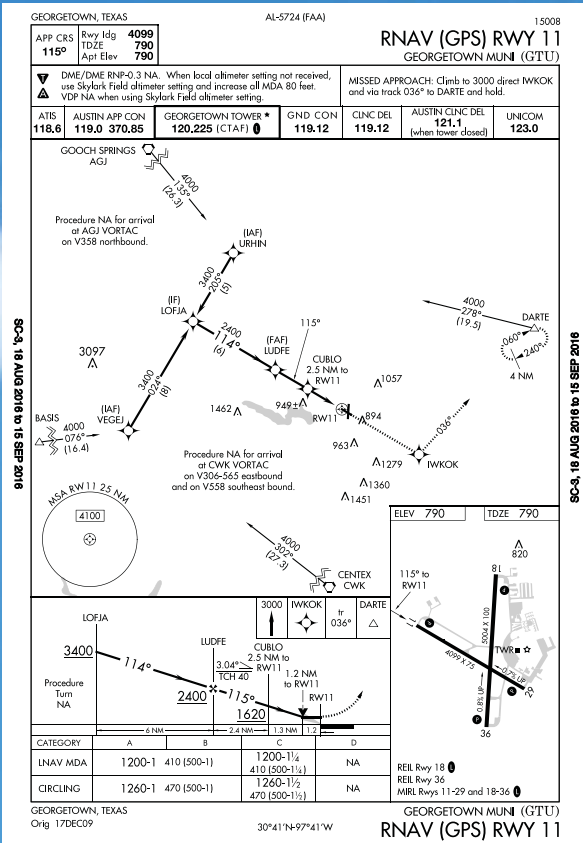 GEORGETOWN, TEXAS
AL-5724 (FAA)
15008
APP CRS
115°
Rwy ldg 4099
TDZE 790
Apt Elev 790
RNAV (GPS) RWY 11
GEORGETOWN MUNI (GTU)
DME/DME RNP-0.3 NA. When local altimeter setting not received,
use Skylark Field altimeter setting and increase all MDA 80 feet.
VDP NA when using Skylark Field altimeter setting.
MISSED APPROACH: Climb to 3000 direct IWKOK
and via track 036° to DARTE and hold.
ATIS
118.6
AUSTIN APP CON
119.0 370.85
GEORGETOWN TOWER *
120.225 (CTAF) L
GND CON
119.12
CLNC DEL
119.12
AUSTIN CLNC DEL
121.1
(when tower closed)
UNICOM
123.0
GOOCH SPRINGS
AGJ
4000
135°
(26.3)
Procedure NA for arrival
at AGJ VORTAC
on V358 northbound.
(IAF)
URHIN
3400
205°
(5)
(IF)
LOFJA
2400
114°
(6)
115°
(FAF)
LUDFE
CUBLO
2.5 NM to
RW11
4000
278°
(19.5)
DARTE
060°
240°
4 NM
3097
3400
024°
(8)
1057
949±
RW11
894
1462
036°
963
IWKOK
BASIS
4000
076°
(16.4)
(IAF)
VEGEJ
Procedure NA for arrival
at CWK VORTAC
on V306-565 eastbound
and on V558 southeast bound.
1279
1360
1451
MSA RW11 25 NM
4100
4000
302°
(27.3)
CENTEX
CWK
SC-3, 18 AUG 2016 to 15 SEP 2016
SC-3, 18 AUG 2016 to 15 SEP 2016
ELEV 790
TDZE 790
820
115° to
RW11
18
5004 X 100
TWR
4099 X 75
0.7% UP
0.8% UP
29
36
REIL Rwy 18 L
REIL Rwy 36
MIRL Rwys 11-29 and 18-36 L
3000
IWKOK
tr
036°
DARTE
LOFJA
3400
114°
Procedure
Turn
NA
LUDFE
2400
3.04°
TCH 40
115°
CUBLO
2.5 NM to
RW11
1620
1.2 NM
to RW11
RW11
6 NM
2.4 NM
1.3 NM
1.2
CATEGORY A B C D
LNAV MDA 1200-1 410 (500-1) 1200-1¼ 410 (500-1¼) NA
CIRCLING 1260-1 470 (500-1) 1260-1½ 470 (500-1½) NA
GEORGETOWN, TEXAS
Orig 17DEC09
30°41'N-97°41'W
GEORGETOWN MUNI (GTU)
RNAV (GPS) RWY 11